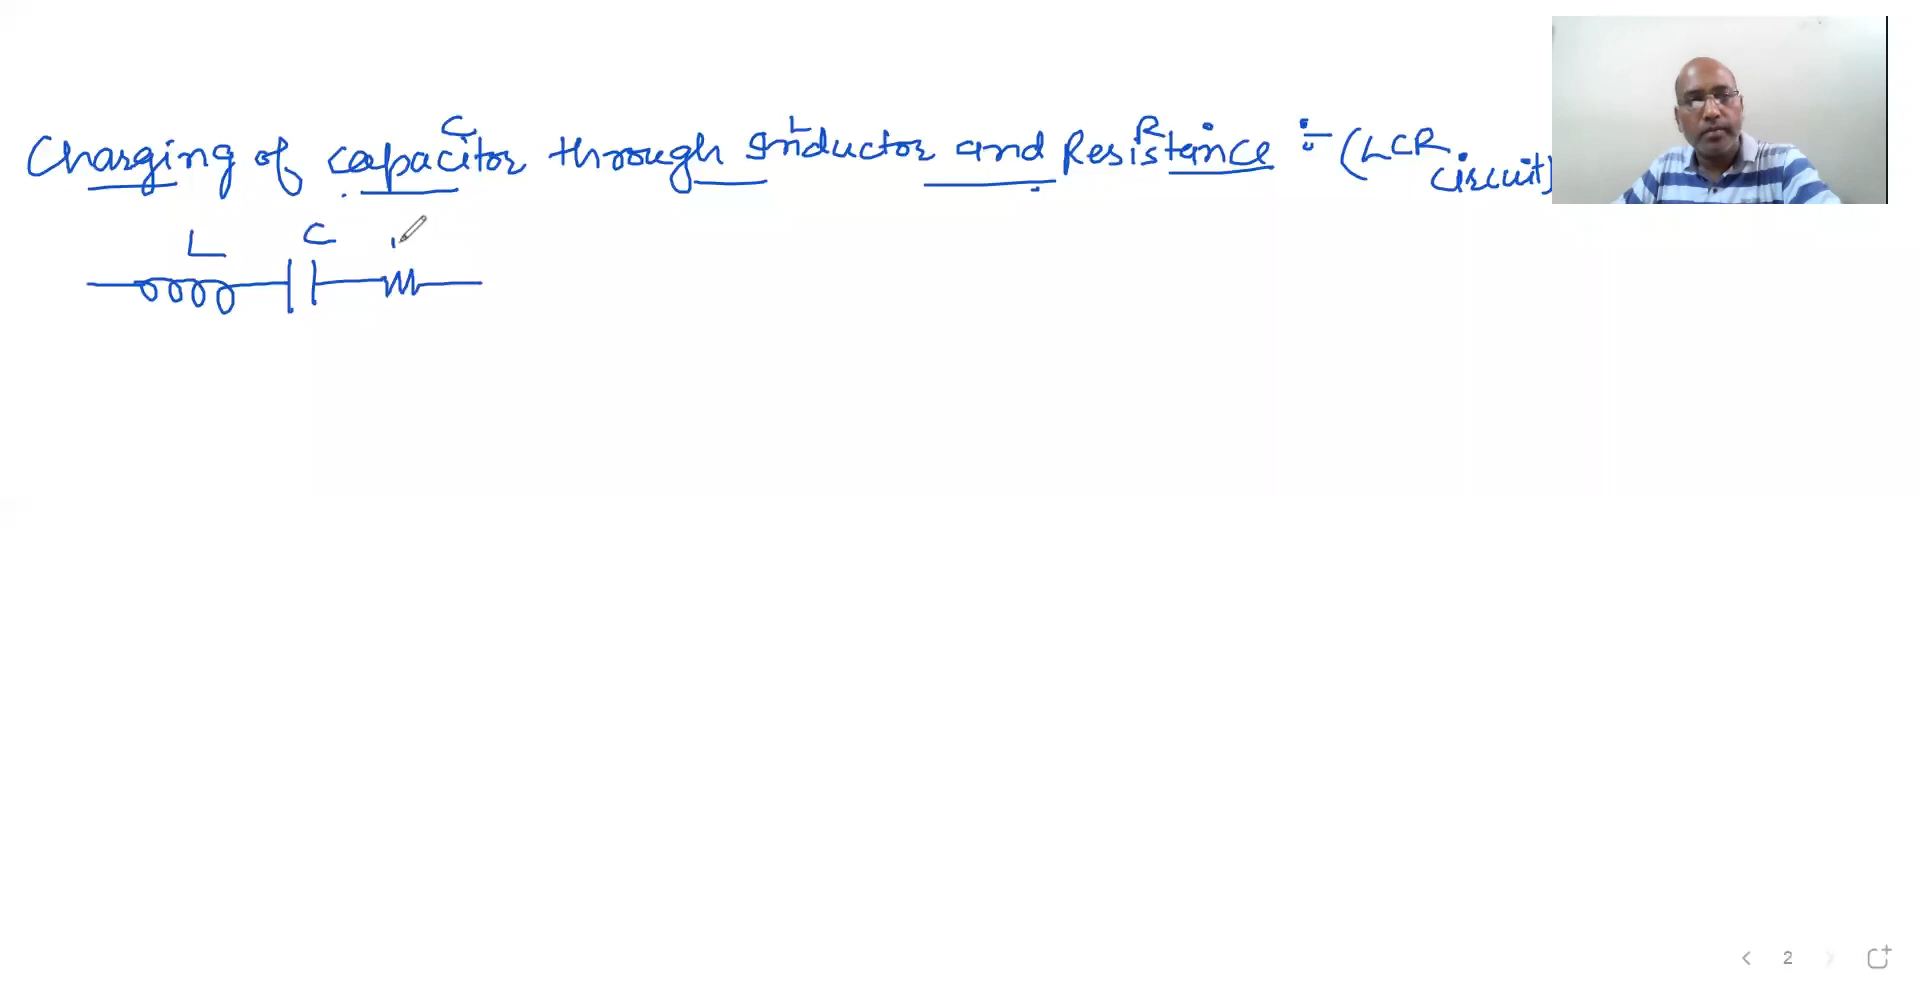 Charging of capacitor through Inductor and Resistance :- (LCR circuit)
C L R
L C
2